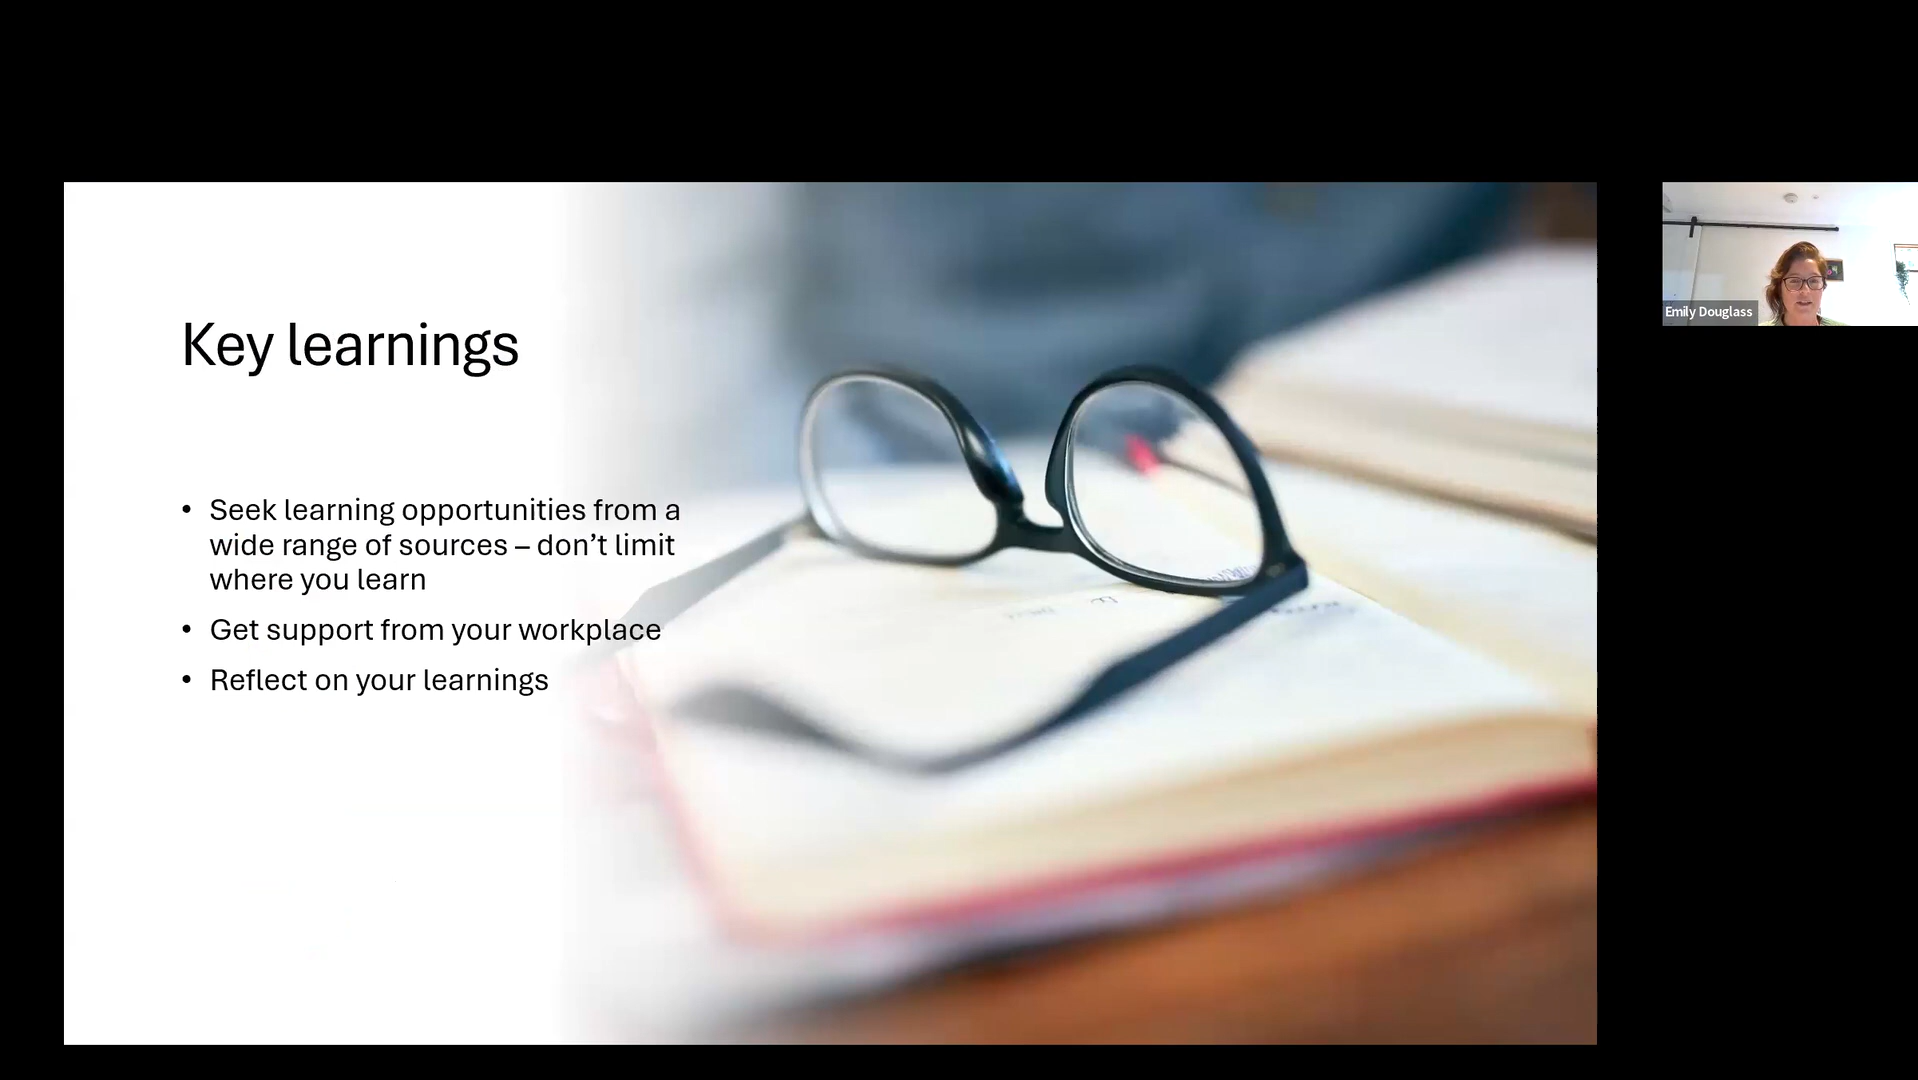 Key learnings
• Seek learning opportunities from a
wide range of sources – don’t limit
where you learn
• Get support from your workplace
• Reflect on your learnings
Emily Douglass